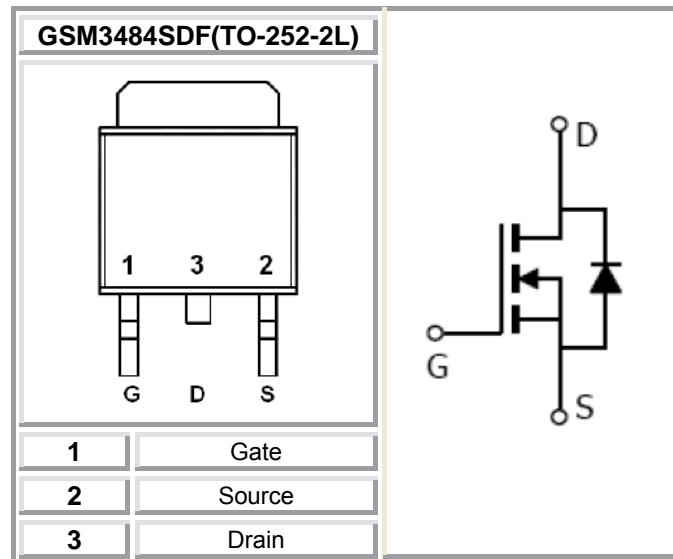 GSM3484SDF(TO-252-2L)
1 3 2
G D S
1 Gate
2 Source
3 Drain
D
G
S